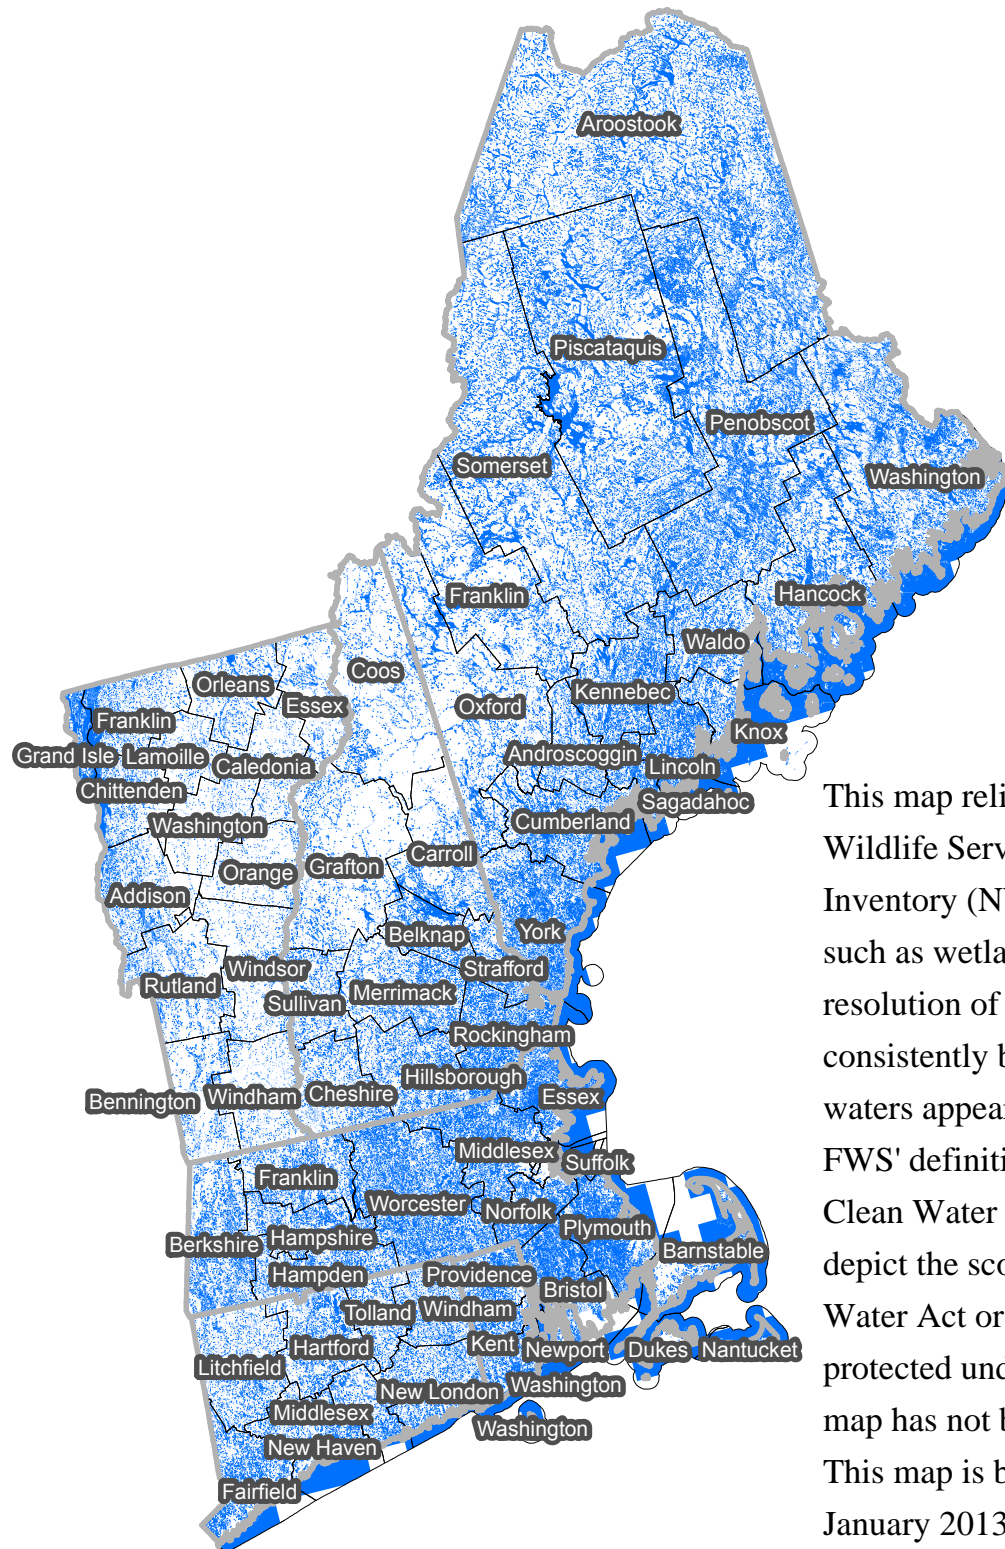 Aroostook
Piscataquis
Penobscot
Somerset
Washington
Franklin
Hancock
Waldo
Coos
Orleans
Essex
Kennebec
Oxford
Franklin
Knox
Grand Isle
Lamoille
Caledonia
Androscoggin
Lincoln
Chittenden
Sagadahoc
Washington
Cumberland
Carroll
Grafton
Orange
Addison
Belknap
York
Windsor
Strafford
Rutland
Sullivan
Merrimack
Rockingham
Hillsborough
Bennington
Windham
Cheshire
Essex
Middlesex
Suffolk
Franklin
Worcester
Norfolk
Plymouth
Berkshire
Hampshire
Barnstable
Hampden
Providence
Bristol
Tolland
Windham
Hartford
Kent
Newport
Dukes
Nantucket
Litchfield
New London
Washington
Middlesex
Washington
New Haven
Fairfield
This map reli
Wildlife Serv
Inventory (N
such as wetla
resolution of
consistently b
waters appear
FWS' definiti
Clean Water
depict the sco
Water Act or
protected und
map has not b
This map is b
January 2013